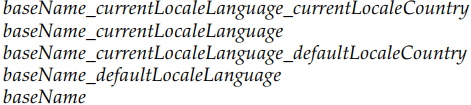 baseName_currentLocaleLanguage_currentLocaleCountry
baseName_currentLocaleLanguage
baseName_currentLocaleLanguage_defaultLocaleCountry
baseName_defaultLocaleLanguage
baseName